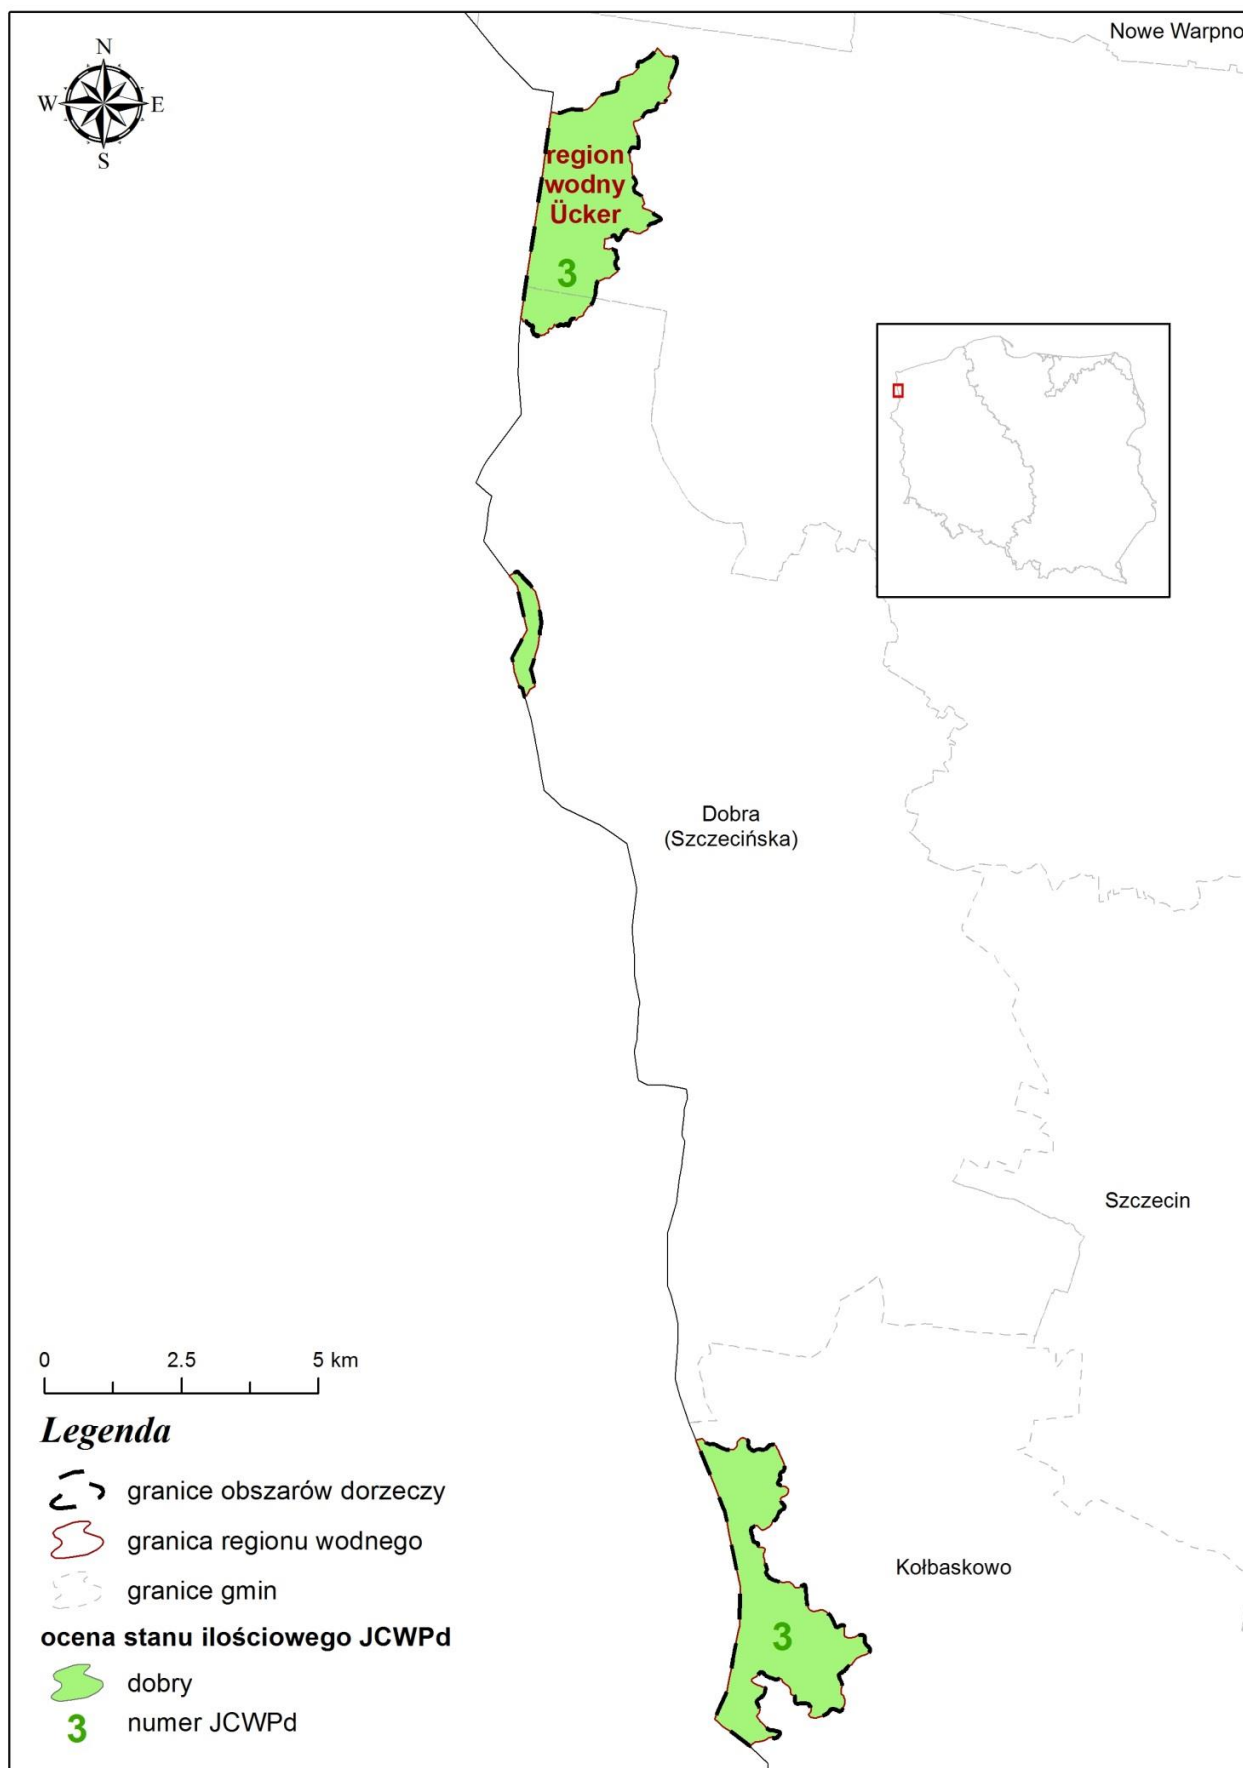 Nowe Warpno
N
W E
S
region
wodny
Ücker
3
Dobra
(Szczecińska)
Szczecin
0 2.5 5 km
Legenda
granice obszarów dorzeczy
granica regionu wodnego
granice gmin
ocena stanu ilościowego JCWPd
dobry
3 numer JCWPd
Kołbaskowo
3